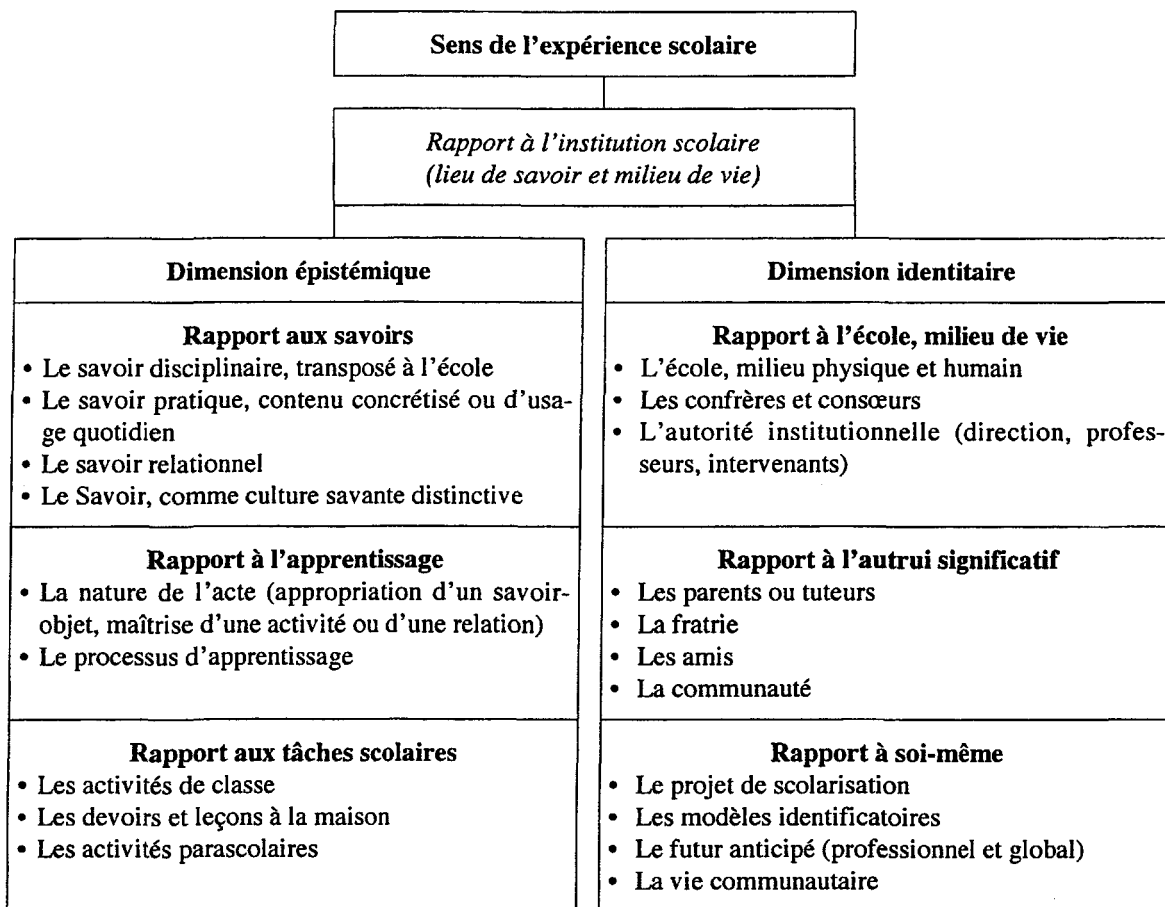 Sens de l'expérience scolaire
Rapport à l'institution scolaire
(lieu de savoir et milieu de vie)
Dimension épistémique
Rapport aux savoirs
• Le savoir disciplinaire, transposé à l'école
• Le savoir pratique, contenu concrétisé ou d'us-
age quotidien
• Le savoir relationnel
• Le Savoir, comme culture savante distinctive
Rapport à l'apprentissage
• La nature de l'acte (appropriation d'un savoir-
objet, maîtrise d'une activité ou d'une relation)
• Le processus d'apprentissage
Rapport aux tâches scolaires
• Les activités de classe
• Les devoirs et leçons à la maison
• Les activités parascolaires
Dimension identitaire
Rapport à l'école, milieu de vie
• L'école, milieu physique et humain
• Les confrères et consœurs
• L'autorité institutionnelle (direction, profes-
seurs, intervenants)
Rapport à l'autrui significatif
• Les parents ou tuteurs
• La fratrie
• Les amis
• La communauté
Rapport à soi-même
• Le projet de scolarisation
• Les modèles identificatoires
• Le futur anticipé (professionnel et global)
• La vie communautaire